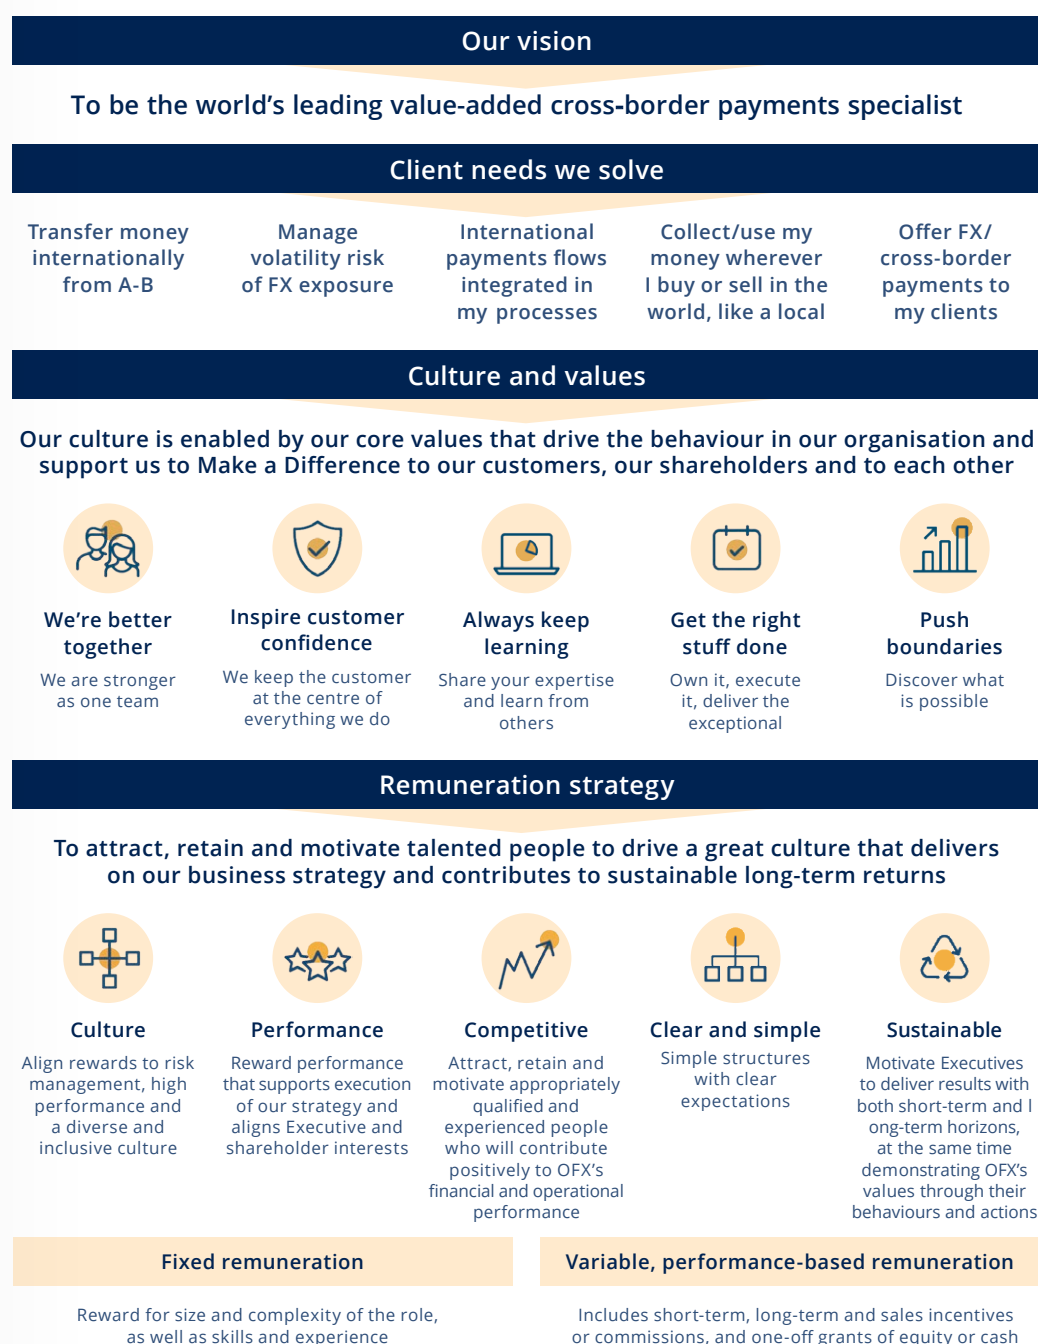 Our vision
To be the world's leading value-added cross-border payments specialist
Client needs we solve
Transfer money
internationally
from A-B
Manage
volatility risk
of FX exposure
International
payments flows
integrated in
my processes
Collect/use my
money wherever
I buy or sell in the
world, like a local
Offer FX/
cross-border
payments to
my clients
Culture and values
Our culture is enabled by our core values that drive the behaviour in our organisation and
support us to Make a Difference to our customers, our shareholders and to each other
We're better
together
We are stronger
as one team
Inspire customer
confidence
We keep the customer
at the centre of
everything we do
Always keep
learning
Share your expertise
and learn from
others
Get the right
stuff done
Own it, execute
it, deliver the
exceptional
Push
boundaries
Discover what
is possible
Remuneration strategy
To attract, retain and motivate talented people to drive a great culture that delivers
on our business strategy and contributes to sustainable long-term returns
Culture
Align rewards to risk
management, high
performance and
a diverse and
inclusive culture
Performance
Reward performance
that supports execution
of our strategy and
aligns Executive and
shareholder interests
Competitive
Attract, retain and
motivate appropriately
qualified and
experienced people
who will contribute
positively to OFX's
financial and operational
performance
Clear and simple
Simple structures
with clear
expectations
Sustainable
Motivate Executives
to deliver results with
both short-term and l
ong-term horizons,
at the same time
demonstrating OFX's
values through their
behaviours and actions
Fixed remuneration
Reward for size and complexity of the role,
as well as skills and experience
Variable, performance-based remuneration
Includes short-term, long-term and sales incentives
or commissions, and one-off grants of equity or cash